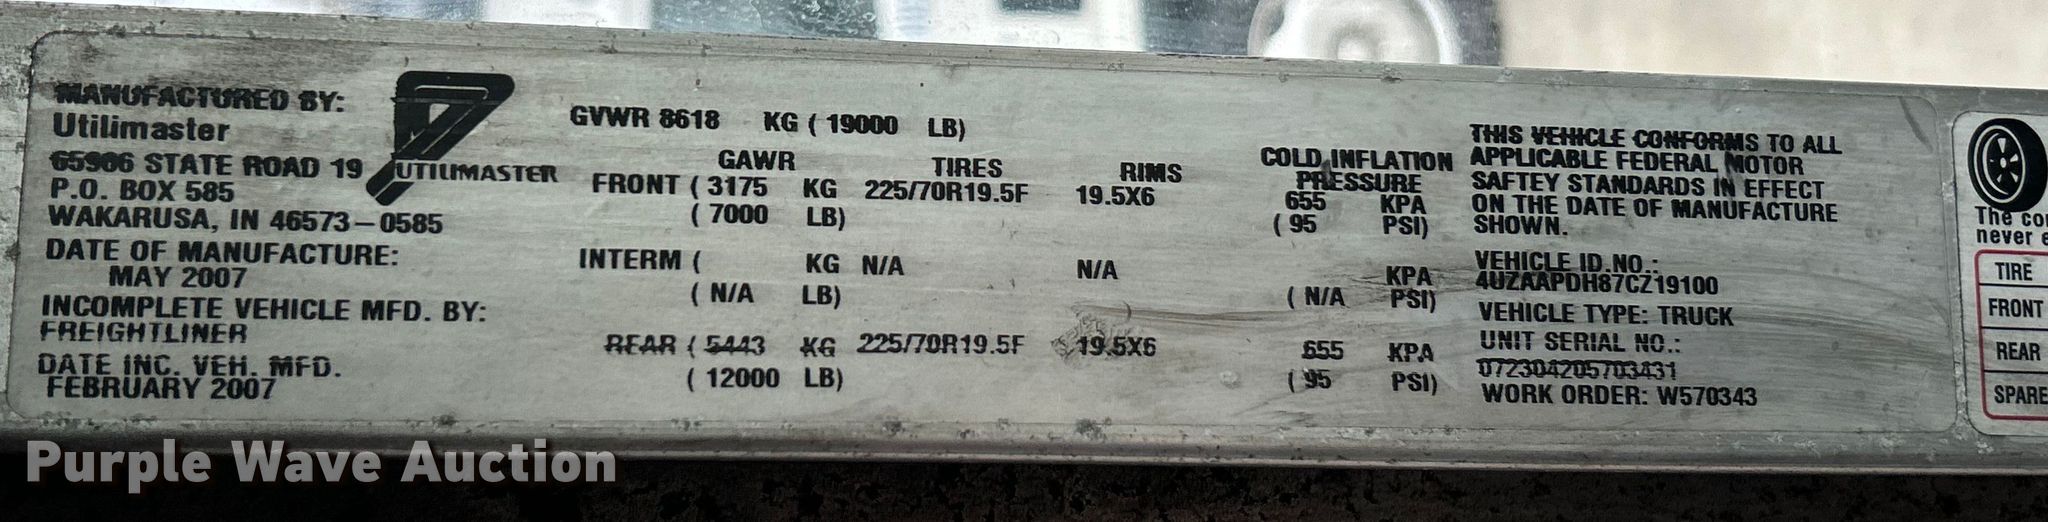 MANUFACTURED BY:
Utilimaster
65906 STATE ROAD 19
P.O. BOX 585
WAKARUSA, IN 46573-0585
DATE OF MANUFACTURE:
MAY 2007
INCOMPLETE VEHICLE MFD. BY:
FREIGHTLINER
DATE INC. VEH. MFD.
FEBRUARY 2007
UTILIMASTER
GVWR 8618 KG ( 19000 LB)
GAWR TIRES RIMS COLD INFLATION
PRESSURE
FRONT ( 3175 KG 225/70R19.5F 19.5X6 655 KPA
( 7000 LB) ( 95 PSI)
INTERM ( KG N/A N/A KPA
( N/A LB) ( N/A PSI)
REAR ( 5443 KG 225/70R19.5F 19.5X6 655 KPA
( 12000 LB) ( 95 PSI)
THIS VEHICLE CONFORMS TO ALL
APPLICABLE FEDERAL MOTOR
SAFTEY STANDARDS IN EFFECT
ON THE DATE OF MANUFACTURE
SHOWN.
VEHICLE ID.NO.:
4UZAAPDH87CZ19100
VEHICLE TYPE: TRUCK
UNIT SERIAL NO.:
072304205703431
WORK ORDER: W570343
The
never
TIRE
FRONT
REAR
SPARE
Purple Wave Auction